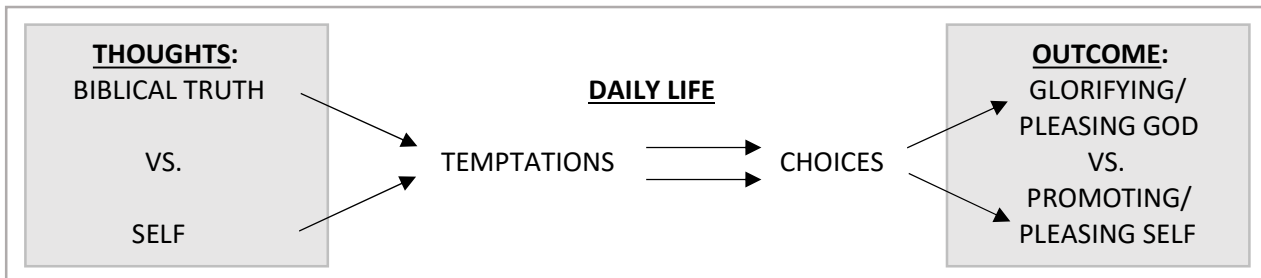 THOUGHTS:
BIBLICAL TRUTH
VS.
SELF
DAILY LIFE
TEMPTATIONS
CHOICES
OUTCOME:
GLORIFYING/
PLEASING GOD
VS.
PROMOTING/
PLEASING SELF